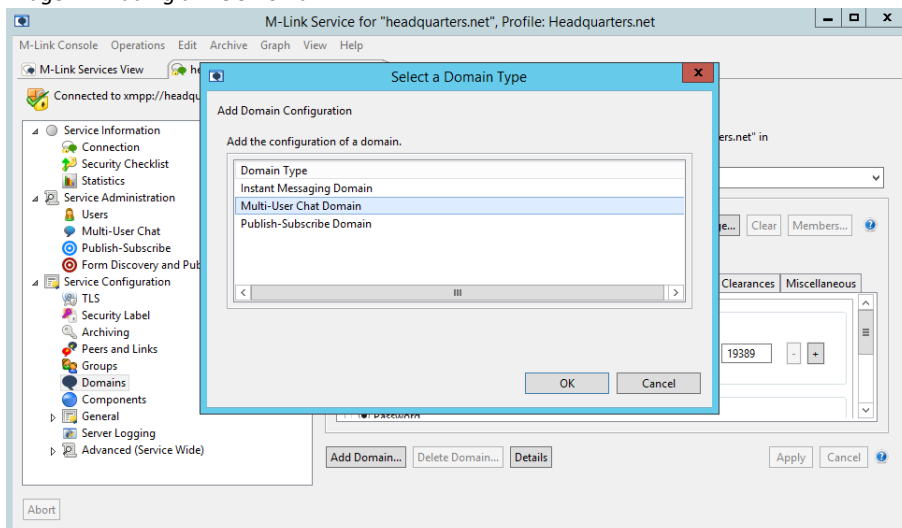 M-Link Service for "headquarters.net", Profile: Headquarters.net
M-Link Console Operations Edit Archive Graph View Help
M-Link Services View
Connected to xmpp://headqu
Service Information
Connection
Security Checklist
Statistics
Service Administration
Users
Multi-User Chat
Publish-Subscribe
Form Discovery and Pub
Service Configuration
TLS
Security Label
Archiving
Peers and Links
Groups
Domains
Components
General
Server Logging
Advanced (Service Wide)
Abort
Select a Domain Type
Add Domain Configuration
Add the configuration of a domain.
Domain Type
Instant Messaging Domain
Multi-User Chat Domain
Publish-Subscribe Domain
OK Cancel
ers.net" in
Clear Members...
Clearances Miscellaneous
19389 - +
Add Domain... Delete Domain... Details Apply Cancel